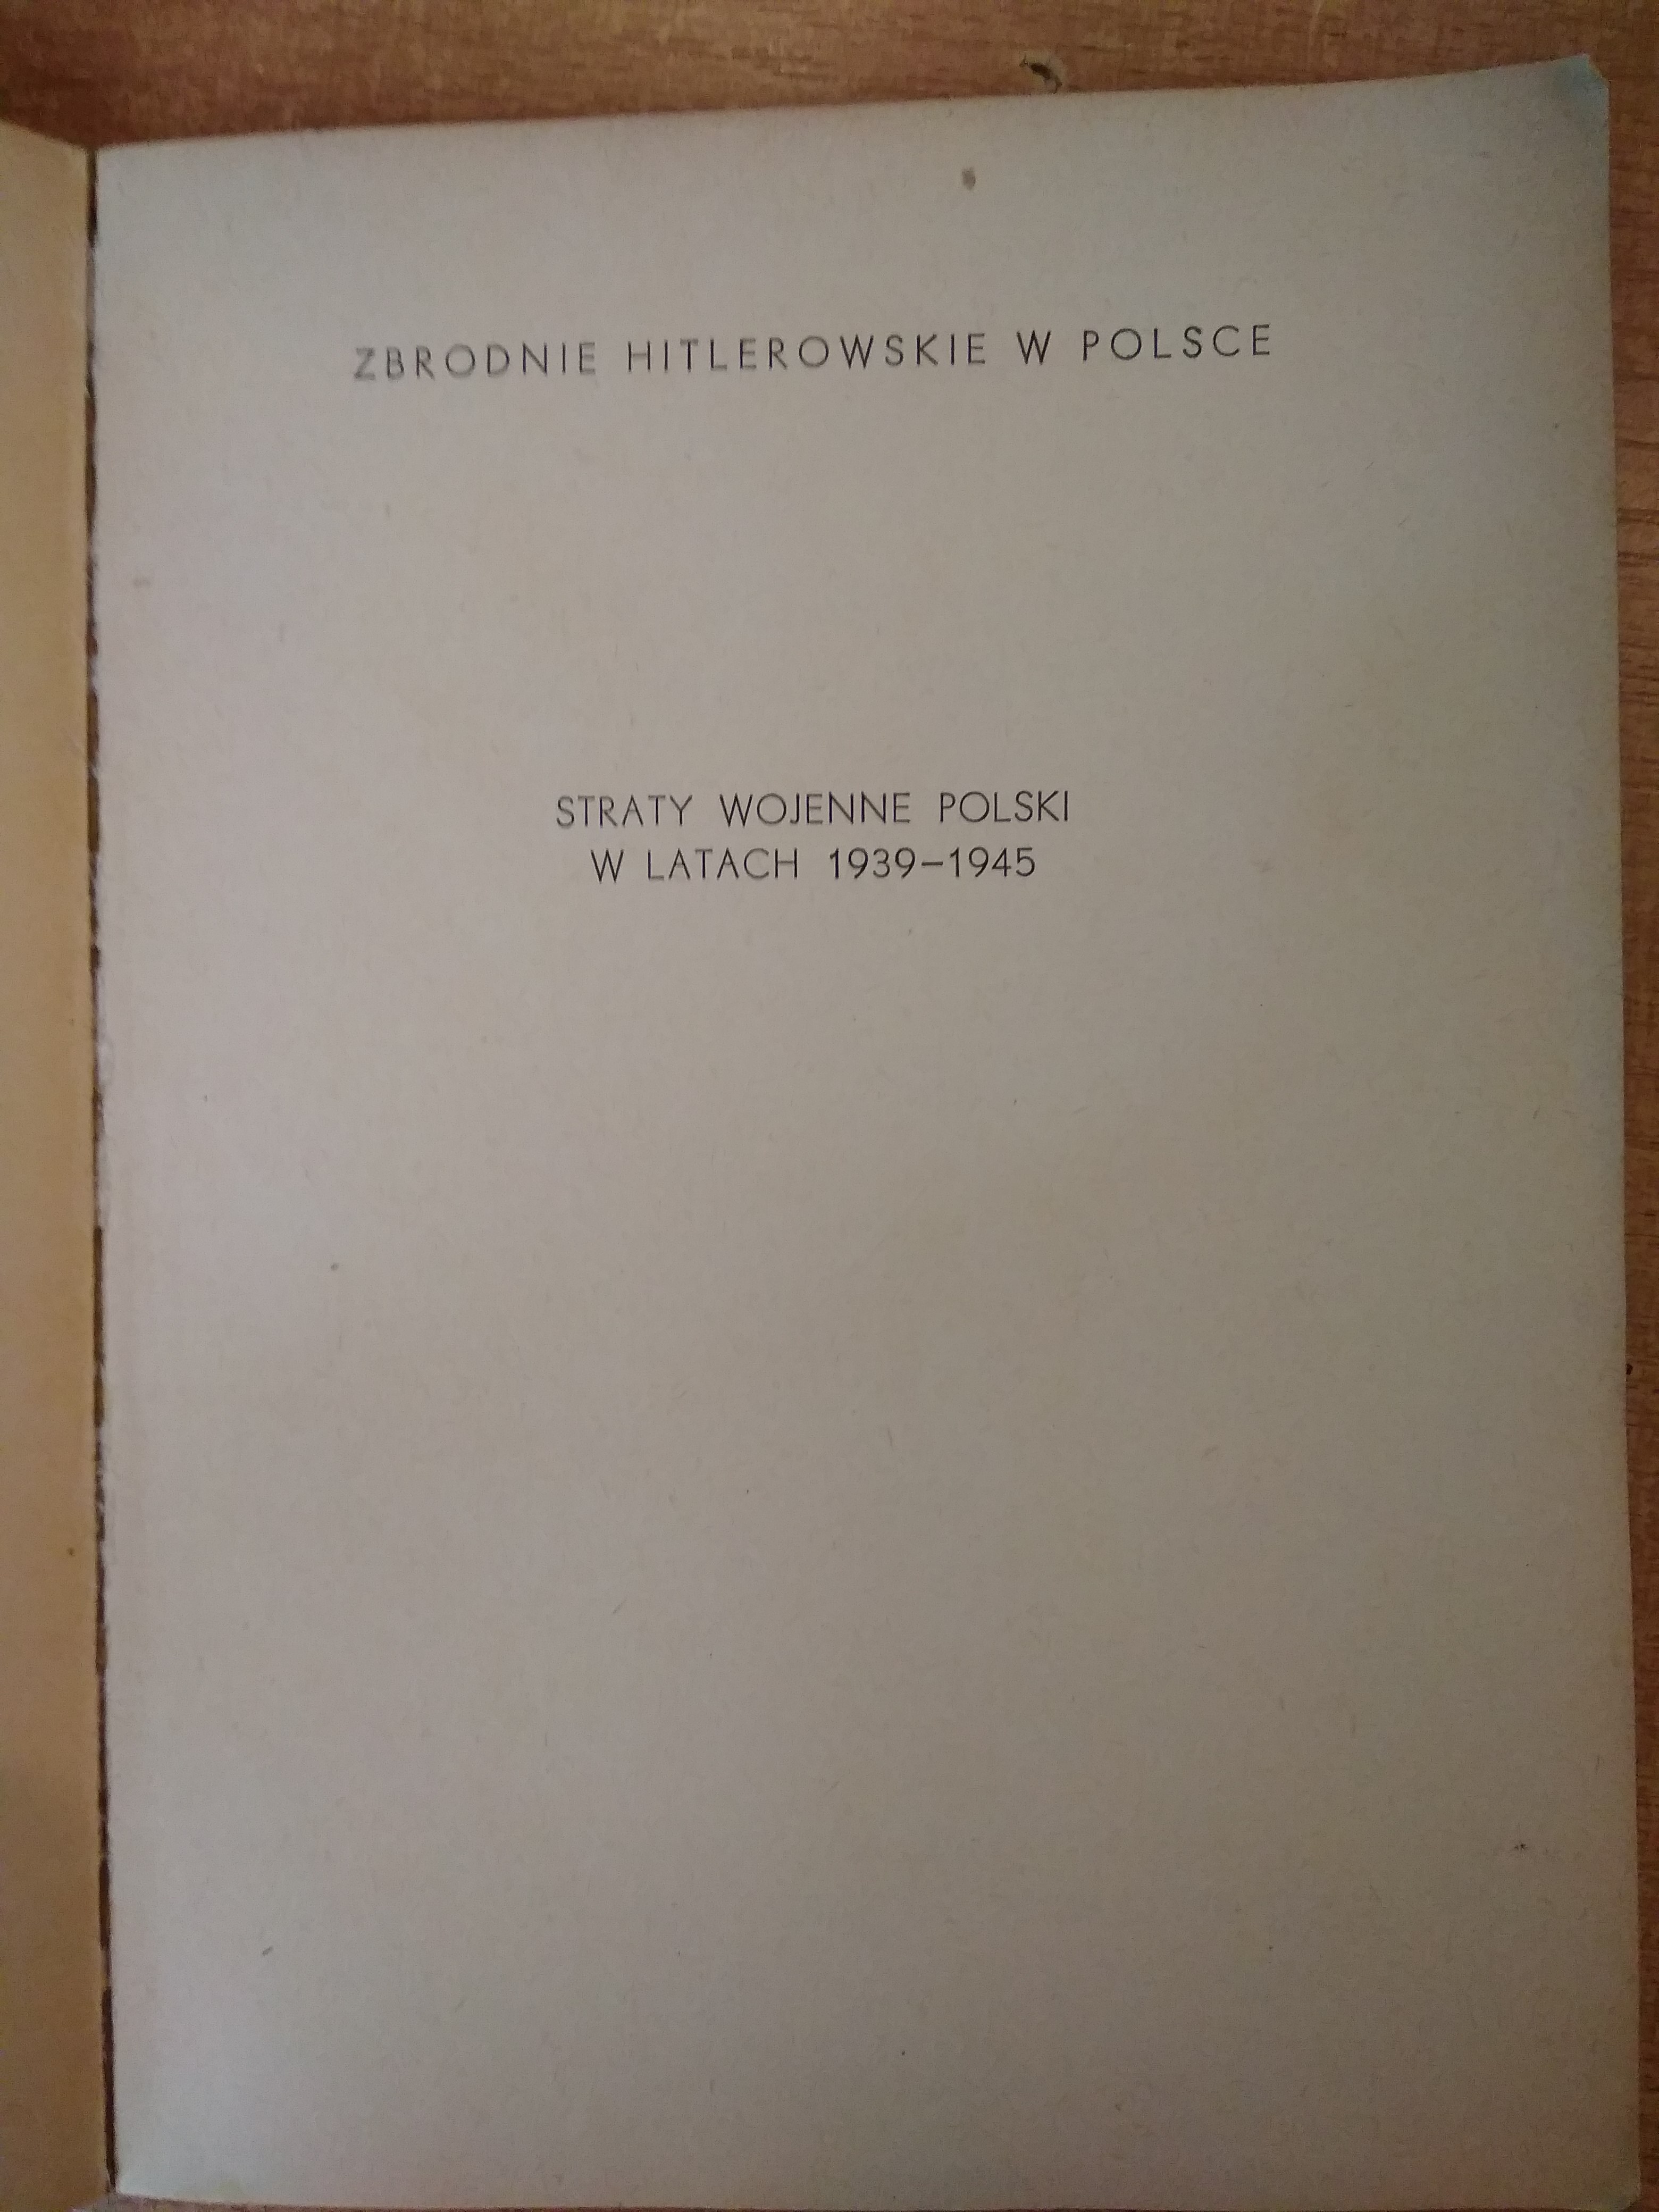 ZBRODNIE HITLEROWSKIE W POLSCE
STRATY WOJENNE POLSKI
W LATACH 1939–1945